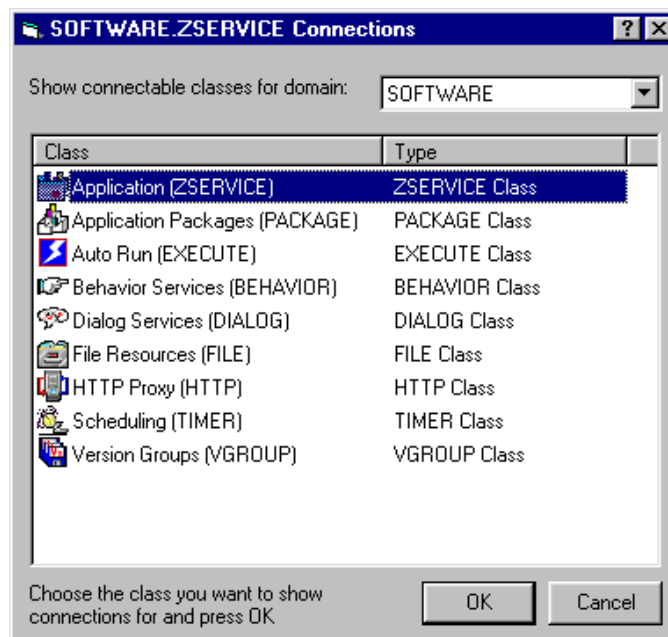 SOFTWARE.ZSERVICE Connections
Show connectable classes for domain: SOFTWARE
Class Type
Application (ZSERVICE) ZSERVICE Class
Application Packages (PACKAGE) PACKAGE Class
Auto Run (EXECUTE) EXECUTE Class
Behavior Services (BEHAVIOR) BEHAVIOR Class
Dialog Services (DIALOG) DIALOG Class
File Resources (FILE) FILE Class
HTTP Proxy (HTTP) HTTP Class
Scheduling (TIMER) TIMER Class
Version Groups (VGROUP) VGROUP Class
Choose the class you want to show
connections for and press OK
OK Cancel